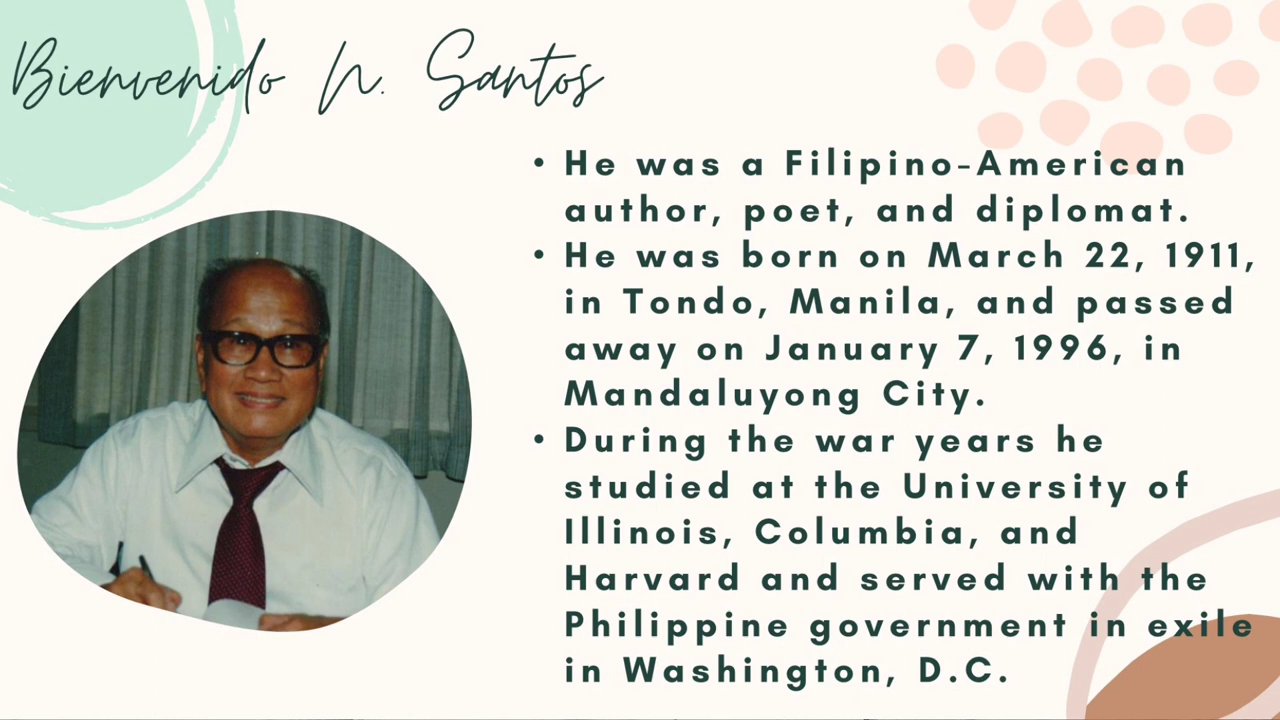 Bienvenido N. Santos
• He was a Filipino-American
author, poet, and diplomat.
• He was born on March 22, 1911,
in Tondo, Manila, and passed
away on January 7, 1996, in
Mandaluyong City.
• During the war years he
studied at the University of
Illinois, Columbia, and
Harvard and served with the
Philippine government in exile
in Washington, D.C.